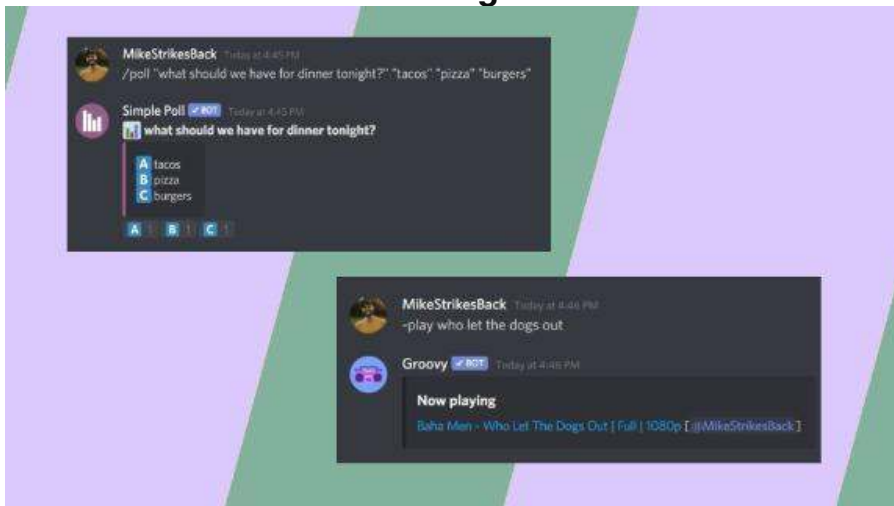 MikeStrikesBack Today at 4:45 PM
/poll "what should we have for dinner tonight?" "tacos" "pizza" "burgers"
Simple Poll ✓ BOT Today at 4:45 PM
what should we have for dinner tonight?
A tacos
B pizza
C burgers
A 1 B 1 C 1
MikeStrikesBack Today at 4:46 PM
-play who let the dogs out
Groovy ✓ BOT Today at 4:46 PM
Now playing
Baha Men - Who Let The Dogs Out | Full | 1080p [ @MikeStrikesBack ]